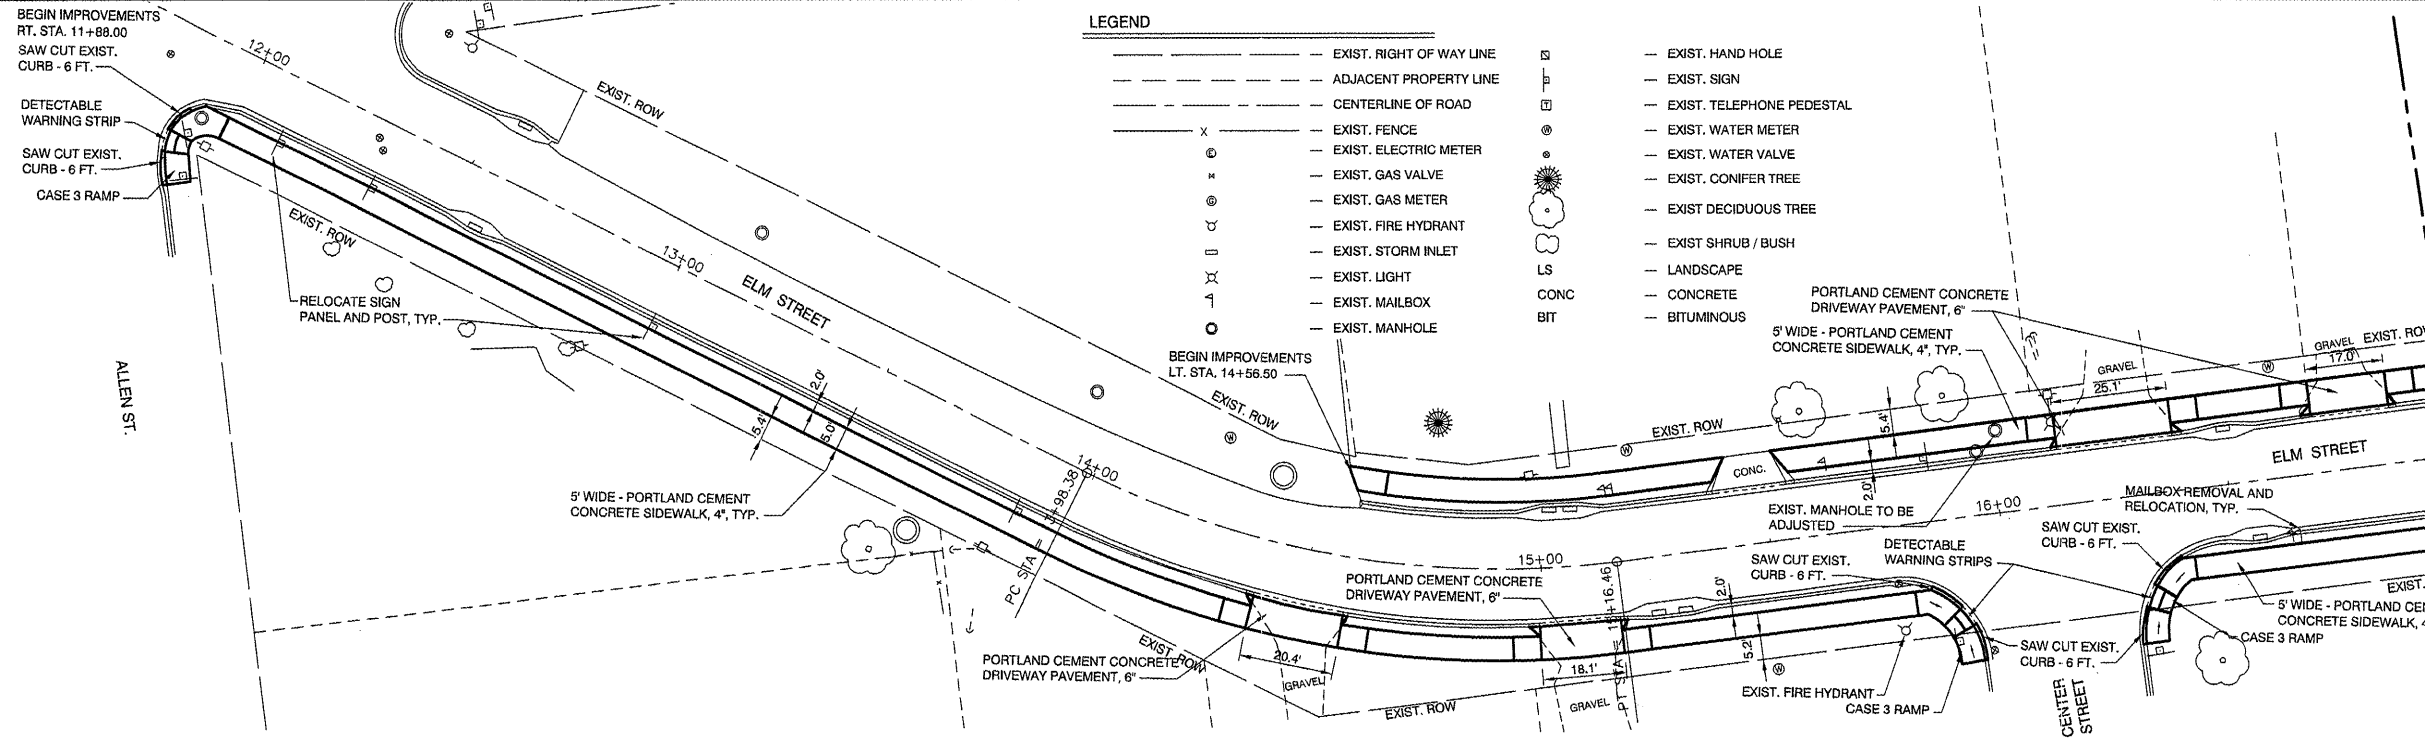 BEGIN IMPROVEMENTS
RT. STA. 11+88.00
SAW CUT EXIST.
CURB - 6 FT.
DETECTABLE
WARNING STRIP
SAW CUT EXIST.
CURB - 6 FT.
CASE 3 RAMP
12+00
EXIST. ROW
EXIST. ROW
RELOCATE SIGN
PANEL AND POST, TYP.
ALLEN ST.
13+00
ELM STREET
2.0'
5.4'
5.0'
5' WIDE - PORTLAND CEMENT
CONCRETE SIDEWALK, 4", TYP.
14+00
PC STA
3+98.38
LEGEND
EXIST. RIGHT OF WAY LINE
ADJACENT PROPERTY LINE
CENTERLINE OF ROAD
X — EXIST. FENCE
E — EXIST. ELECTRIC METER
— EXIST. GAS VALVE
G — EXIST. GAS METER
— EXIST. FIRE HYDRANT
— EXIST. STORM INLET
— EXIST. LIGHT
— EXIST. MAILBOX
— EXIST. MANHOLE
— EXIST. HAND HOLE
— EXIST. SIGN
T — EXIST. TELEPHONE PEDESTAL
W — EXIST. WATER METER
— EXIST. WATER VALVE
— EXIST. CONIFER TREE
— EXIST DECIDUOUS TREE
— EXIST SHRUB / BUSH
LS — LANDSCAPE
CONC — CONCRETE
BIT — BITUMINOUS
BEGIN IMPROVEMENTS
LT. STA. 14+56.50
EXIST. ROW
W
PORTLAND CEMENT CONCRETE
DRIVEWAY PAVEMENT, 6"
5' WIDE - PORTLAND CEMENT
CONCRETE SIDEWALK, 4", TYP.
GRAVEL
25.1'
W
GRAVEL
17.0'
EXIST. ROW
EXIST. ROW
W
5.4'
2.0'
CONC.
ELM STREET
EXIST. MANHOLE TO BE
ADJUSTED
16+00
MAILBOX REMOVAL AND
RELOCATION, TYP.
SAW CUT EXIST.
CURB - 6 FT.
DETECTABLE
WARNING STRIPS
15+00
SAW CUT EXIST.
CURB - 6 FT.
2.0'
PORTLAND CEMENT CONCRETE
DRIVEWAY PAVEMENT, 6"
PT STA = 15+16.46
5.2'
W
18.1'
GRAVEL
20.4'
GRAVEL
EXIST. ROW
PORTLAND CEMENT CONCRETE
DRIVEWAY PAVEMENT, 6"
EXIST. ROW
EXIST. FIRE HYDRANT
CASE 3 RAMP
SAW CUT EXIST.
CURB - 6 FT.
CENTER
STREET
CASE 3 RAMP
EXIST.
5' WIDE - PORTLAND CE
CONCRETE SIDEWALK, 4